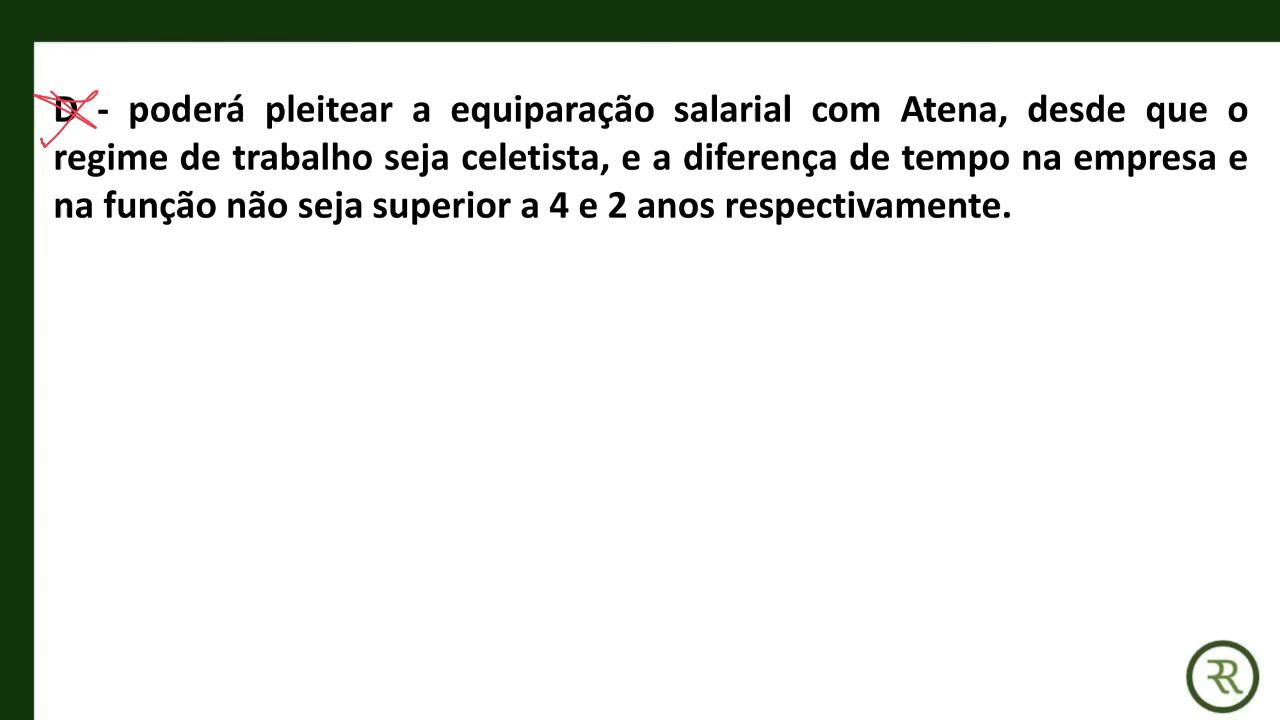 D - poderá pleitear a equiparação salarial com Atena, desde que o
regime de trabalho seja celetista, e a diferença de tempo na empresa e
na função não seja superior a 4 e 2 anos respectivamente.